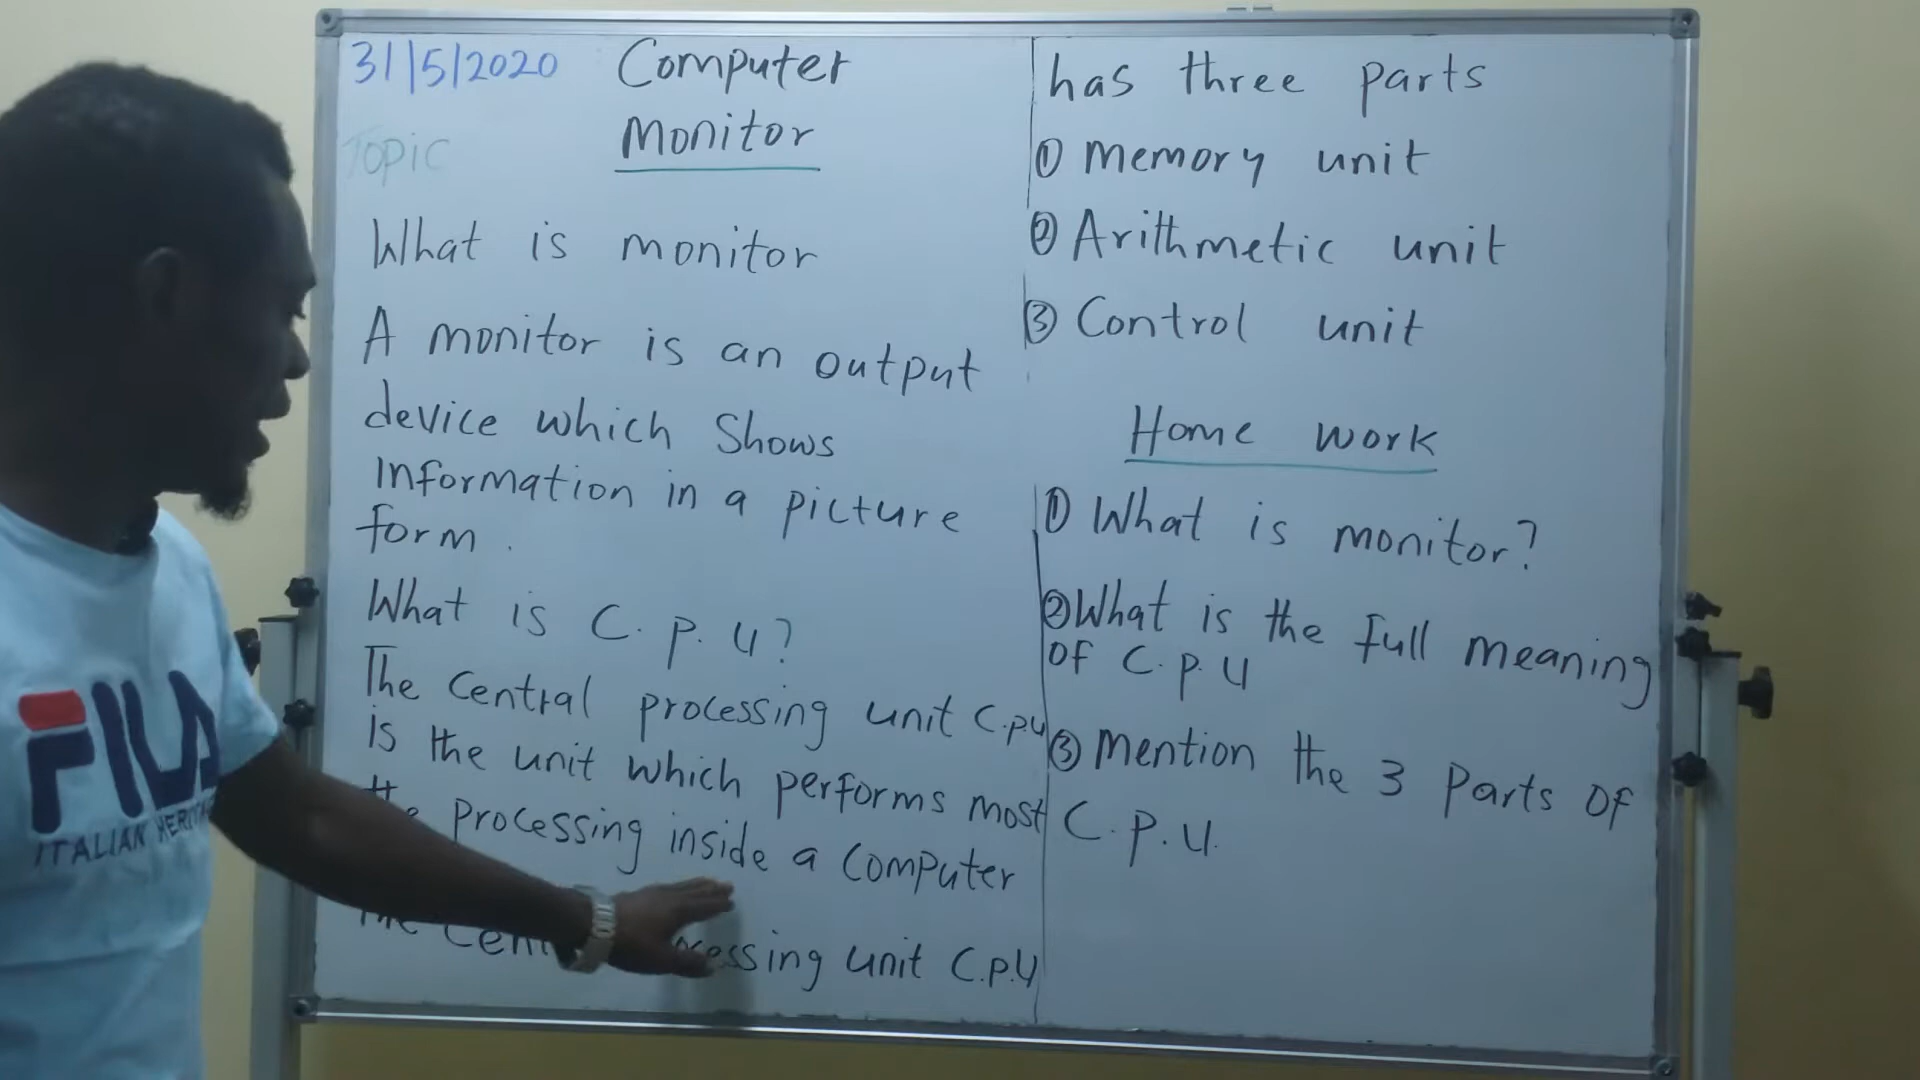 31/5/2020 Computer
Topic Monitor
What is monitor
A monitor is an output
device which Shows
Information in a picture
form.
What is C.p.u?
The Central processing unit C.p.u
is the unit which performs most
the processing inside a Computer
The unit C.p.u
has three parts
① Memory unit
② Arithmetic unit
③ Control unit
Home work
① What is monitor?
② What is the full meaning
of C.p.u
③ Mention the 3 Parts of
C.p.u.
FILA
ITALIAN HERITA